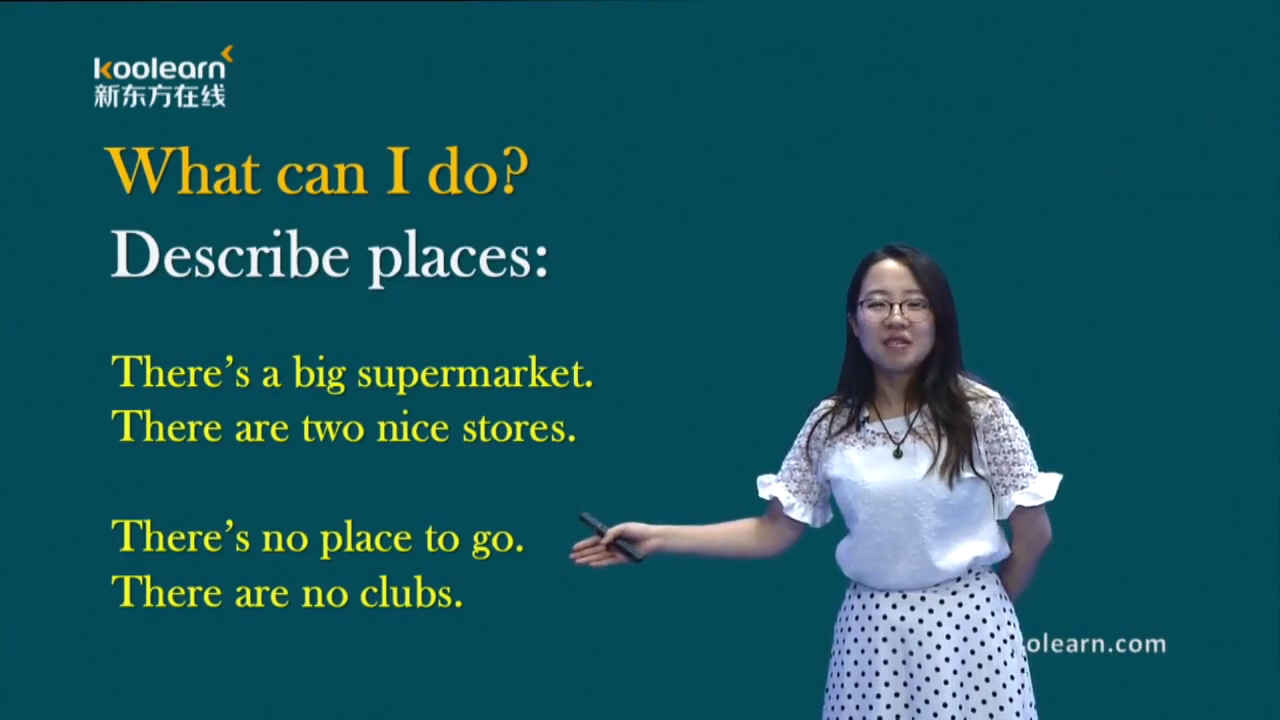 koolearn
新东方在线
What can I do?
Describe places:
There's a big supermarket.
There are two nice stores.
There's no place to go.
There are no clubs.
olearn.com